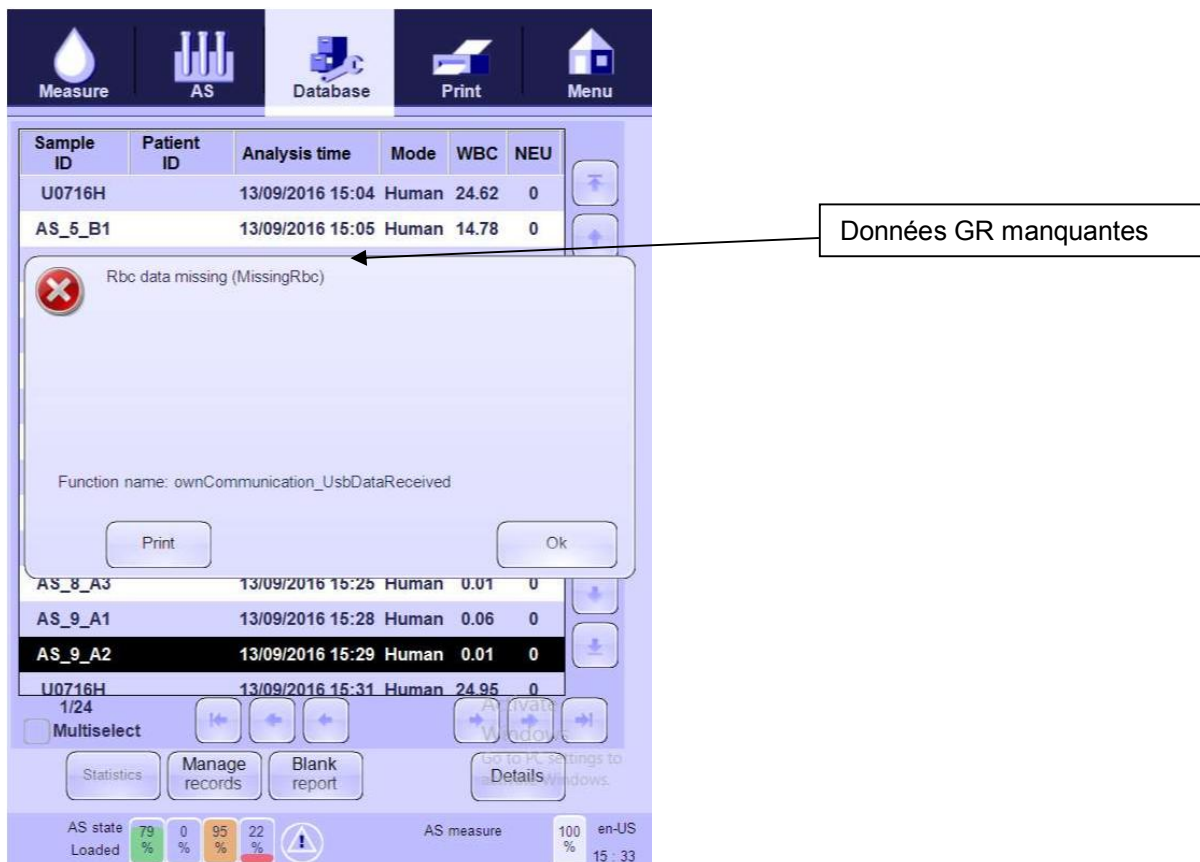 Measure AS Database Print Menu
Sample ID Patient ID Analysis time Mode WBC NEU
U0716H 13/09/2016 15:04 Human 24.62 0
AS_5_B1 13/09/2016 15:05 Human 14.78 0
Données GR manquantes
Rbc data missing (MissingRbc)
Function name: ownCommunication_UsbDataReceived
Print Ok
AS_8_A3 13/09/2016 15:25 Human 0.01 0
AS_9_A1 13/09/2016 15:28 Human 0.06 0
AS_9_A2 13/09/2016 15:29 Human 0.01 0
U0716H 13/09/2016 15:31 Human 24.95 0
1/24
Multiselect
Activate
Windows
Go to PC settings to
activate Windows.
Statistics Manage records Blank report Details
AS state 79 % 0 % 95 % 22 % AS measure 100 % en-US
Loaded 15 : 33